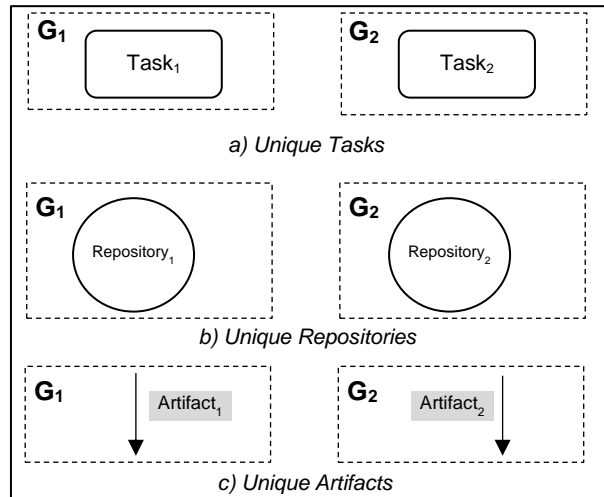 G₁ Task₁ G₂ Task₂
a) Unique Tasks
G₁ Repository₁ G₂ Repository₂
b) Unique Repositories
G₁ Artifact₁ G₂ Artifact₂
c) Unique Artifacts